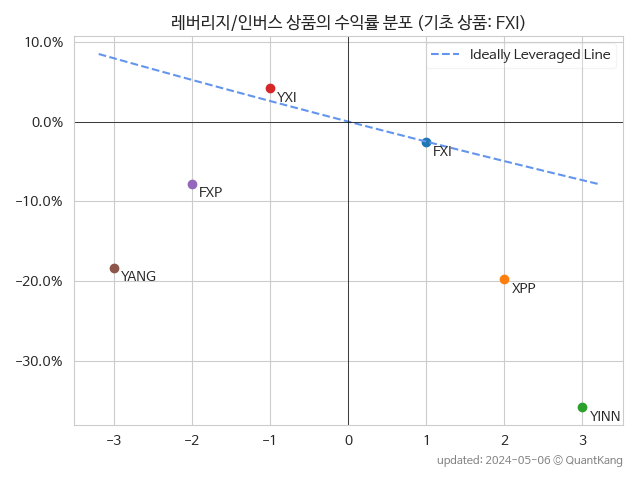 레버리지/인버스 상품의 수익률 분포 (기초 상품: FXI)
10.0%
Ideally Leveraged Line
YXI
0.0%
FXI
FXP
-10.0%
YANG
-20.0%
XPP
-30.0%
YINN
-3 -2 -1 0 1 2 3
updated: 2024-05-06 © QuantKang